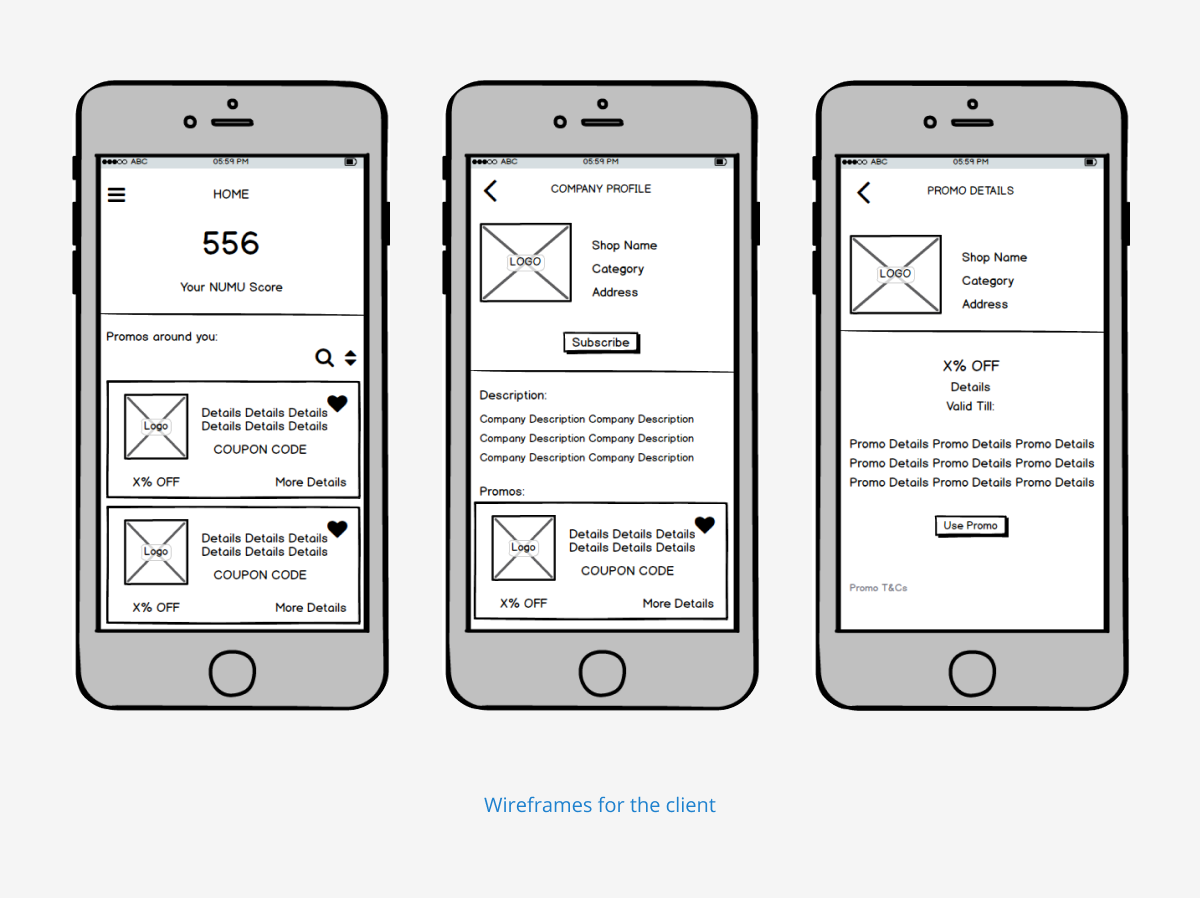 ABC 05:59 PM
HOME
556
Your NUMU Score
Promos around you:
Logo
Details Details Details
Details Details Details
COUPON CODE
X% OFF More Details
Logo
Details Details Details
Details Details Details
COUPON CODE
X% OFF More Details
ABC 05:59 PM
COMPANY PROFILE
LOGO
Shop Name
Category
Address
Subscribe
Description:
Company Description Company Description
Company Description Company Description
Company Description Company Description
Promos:
Logo
Details Details Details
Details Details Details
COUPON CODE
X% OFF More Details
ABC 05:59 PM
PROMO DETAILS
LOGO
Shop Name
Category
Address
X% OFF
Details
Valid Till:
Promo Details Promo Details Promo Details
Promo Details Promo Details Promo Details
Promo Details Promo Details Promo Details
Use Promo
Promo T&Cs
Wireframes for the client